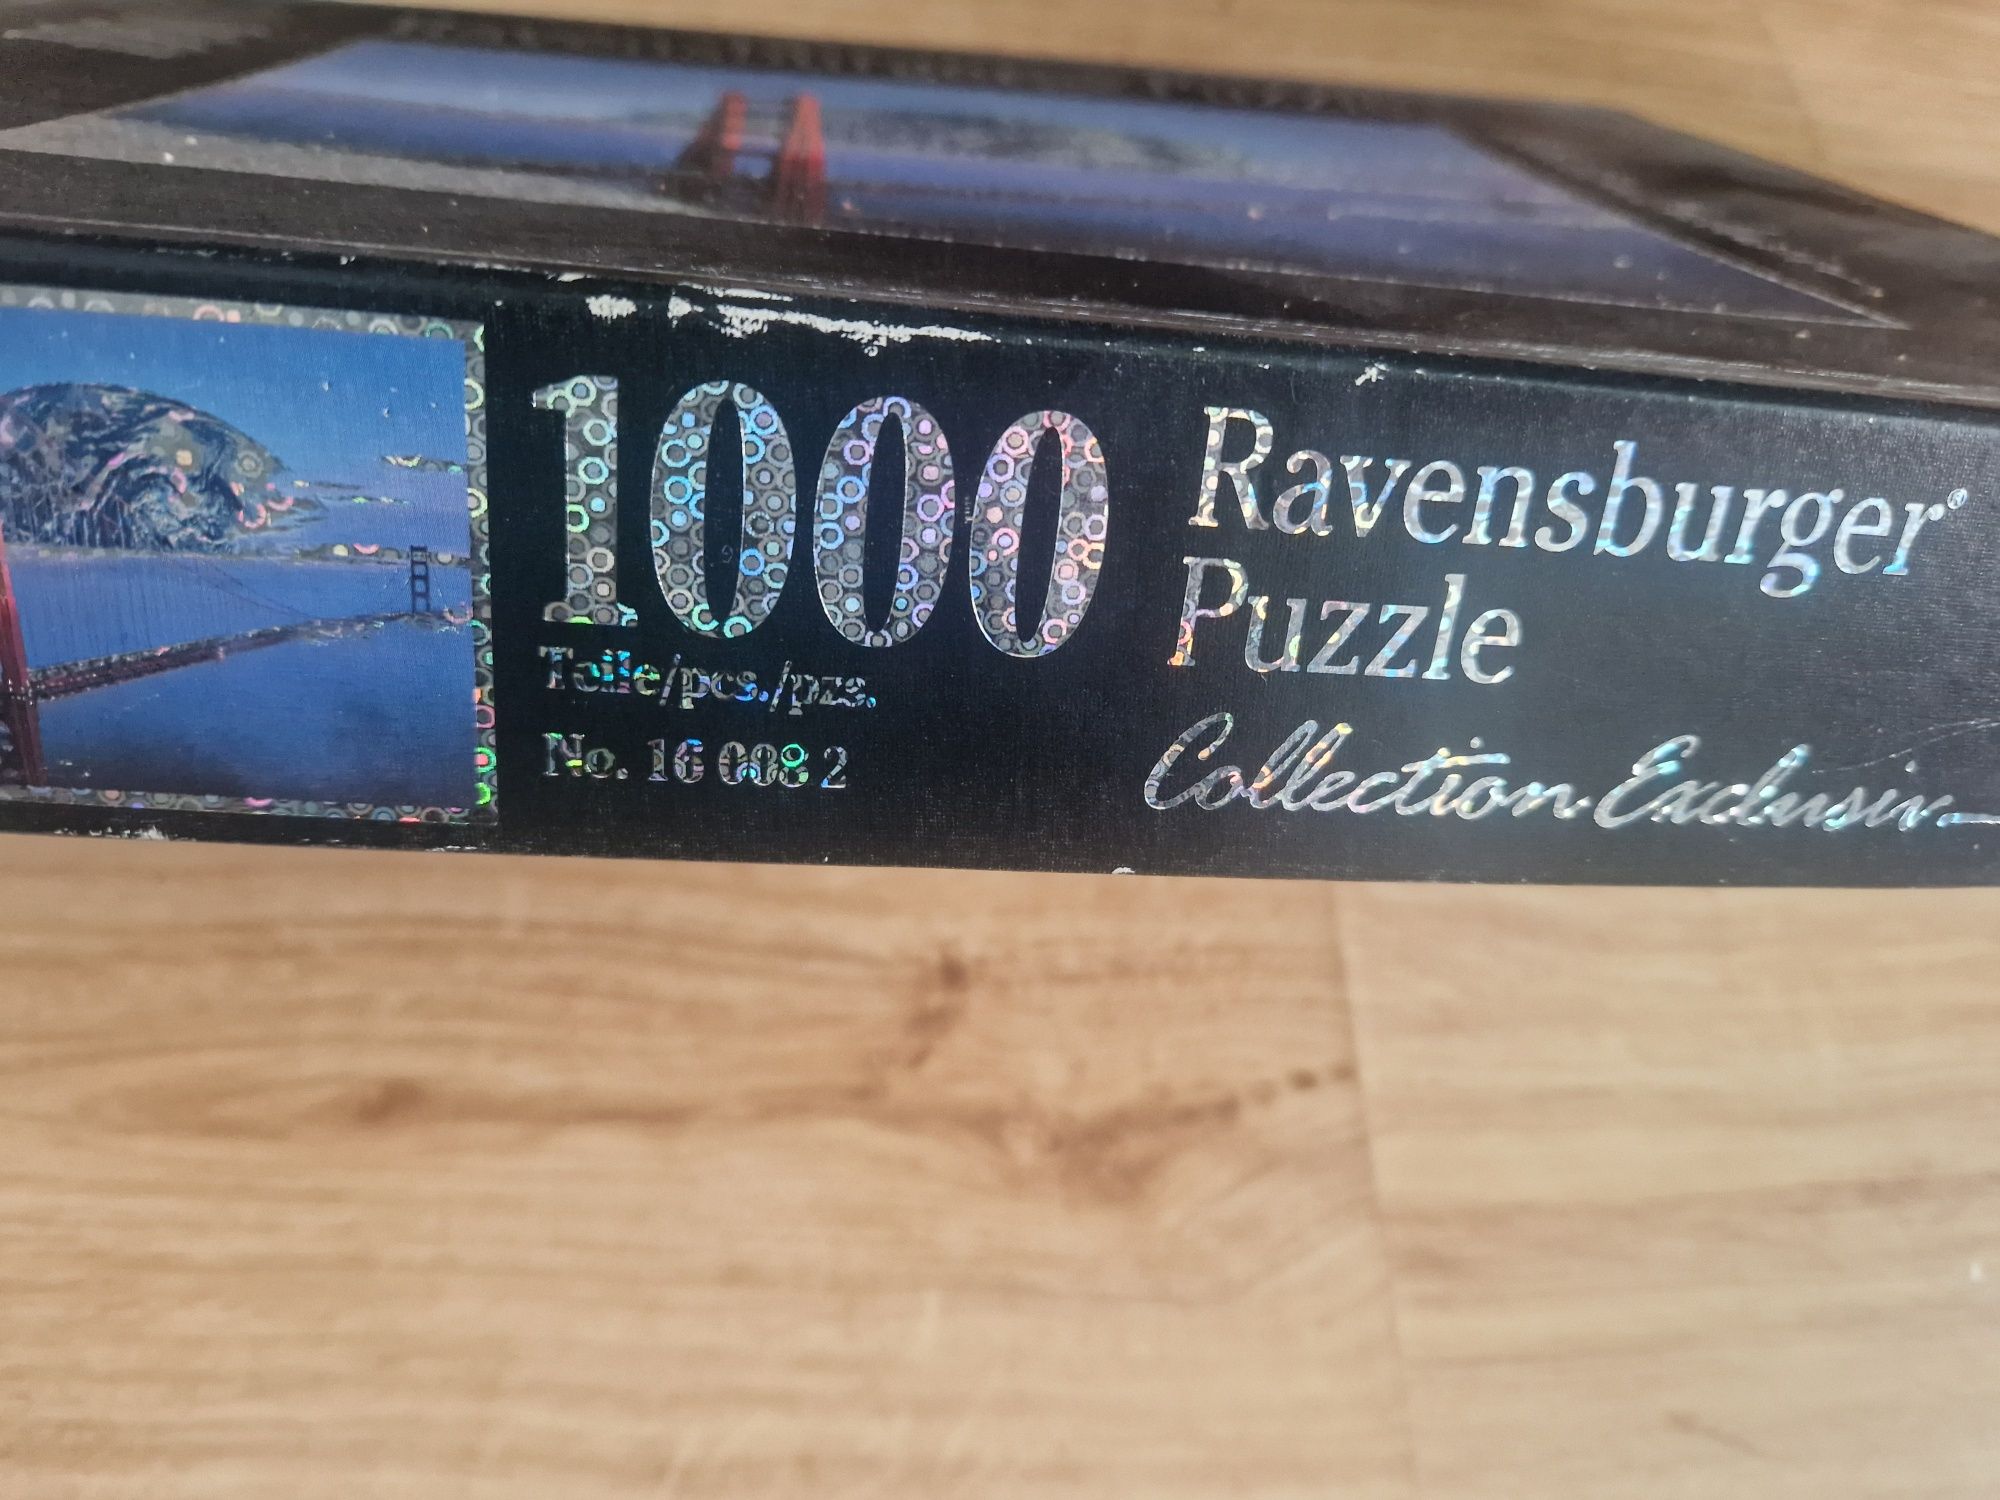 1000
Teile/pcs./pzs.
No. 16 008 2
Ravensburger®
Puzzle
Collection Exclusiv